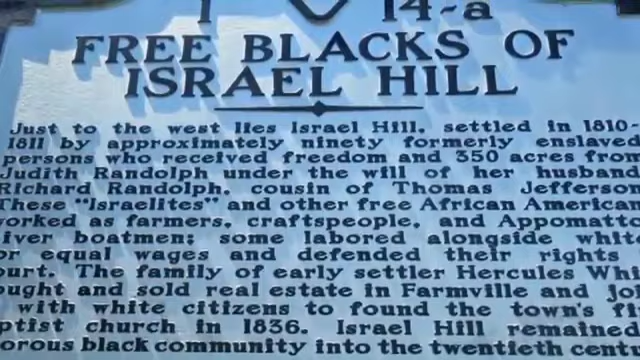 14-a
FREE BLACKS OF
ISRAEL HILL
Just to the west lies Israel Hill, settled in 1810-
1811 by approximately ninety formerly enslaved
persons who received freedom and 350 acres from
Judith Randolph under the will of her husband
Richard Randolph, cousin of Thomas Jefferson
These "Israelites" and other free African American
worked as farmers, craftspeople, and Appomatto
iver boatmen; some labored alongside whit
or equal wages and defended their rights
ourt. The family of early settler Hercules Whi
ought and sold real estate in Farmville and joi
with white citizens to found the town's fi
ptist church in 1836. Israel Hill remained
orous black community into the twentieth cent